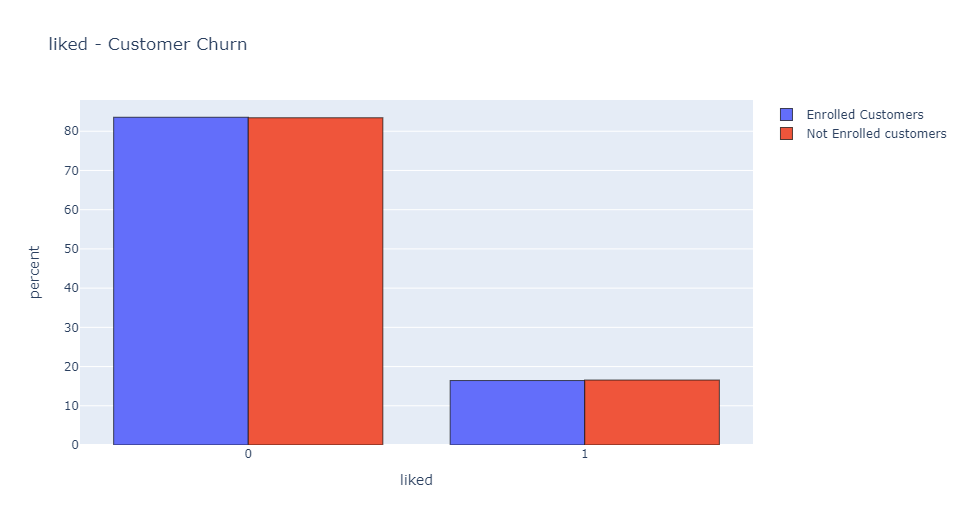 liked - Customer Churn
Enrolled Customers
Not Enrolled customers
percent
80
70
60
50
40
30
20
10
0
0 1
liked